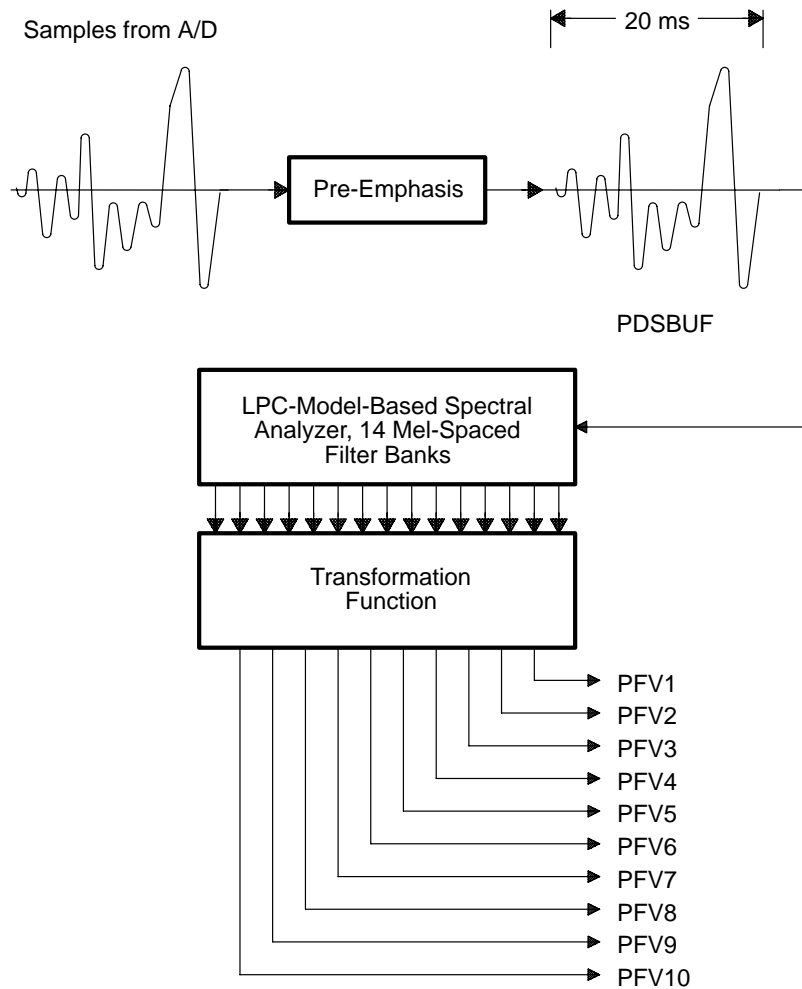 Samples from A/D
20 ms
Pre-Emphasis
PDSBUF
LPC-Model-Based Spectral
Analyzer, 14 Mel-Spaced
Filter Banks
Transformation
Function
PFV1
PFV2
PFV3
PFV4
PFV5
PFV6
PFV7
PFV8
PFV9
PFV10